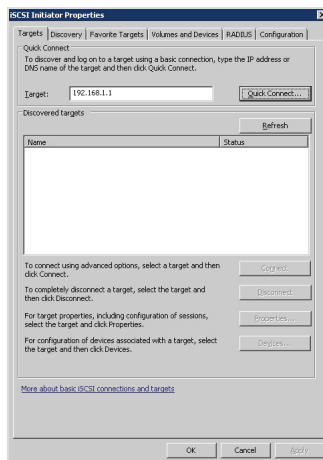 iSCSI Initiator Properties
Targets Discovery Favorite Targets Volumes and Devices RADIUS Configuration
Quick Connect
To discover and log on to a target using a basic connection, type the IP address or
DNS name of the target and then click Quick Connect.
Target: 192.168.1.1 Quick Connect...
Discovered targets
Refresh
Name Status
To connect using advanced options, select a target and then
click Connect.
Connect
To completely disconnect a target, select the target and
then click Disconnect.
Disconnect
For target properties, including configuration of sessions,
select the target and click Properties.
Properties...
For configuration of devices associated with a target, select
the target and then click Devices.
Devices...
More about basic iSCSI connections and targets
OK Cancel Apply